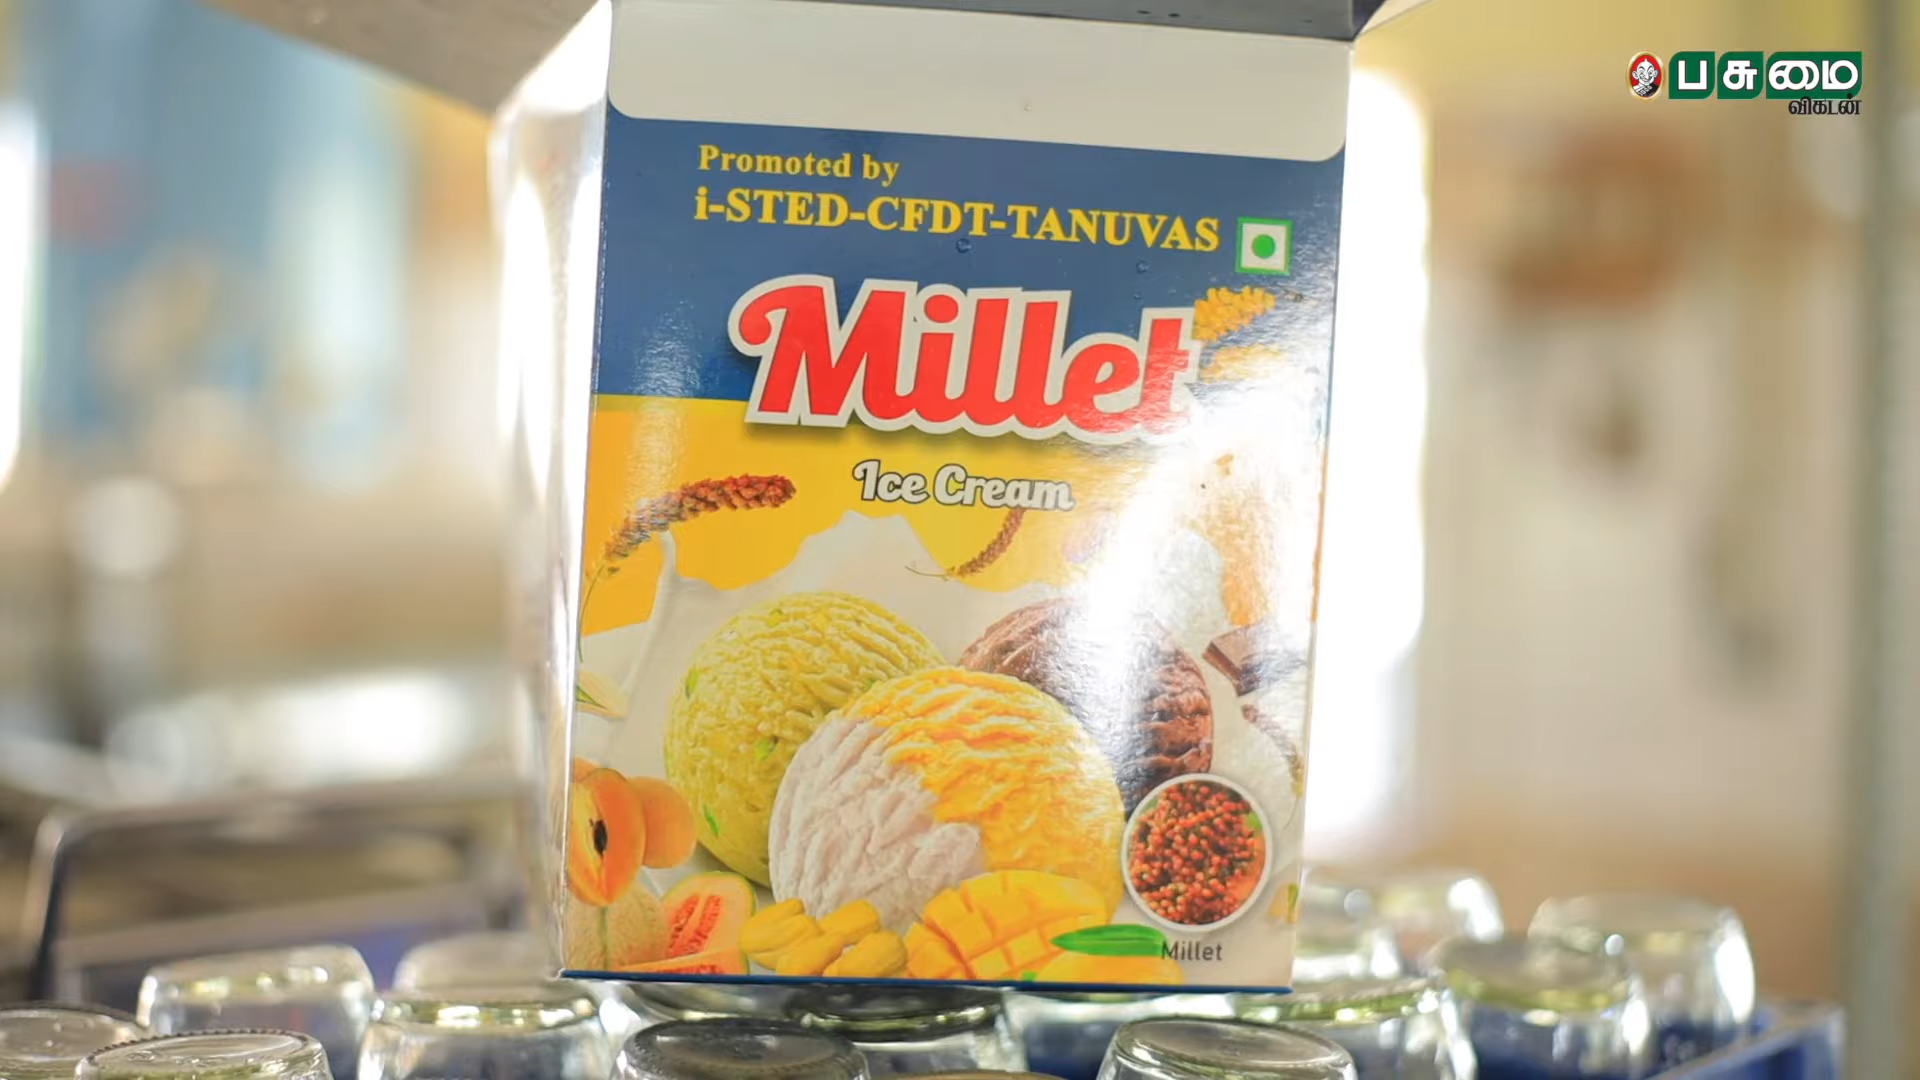 பசுமை
விகடன்
Promoted by
i-STED-CFDT-TANUVAS
Millet
Ice Cream
Millet